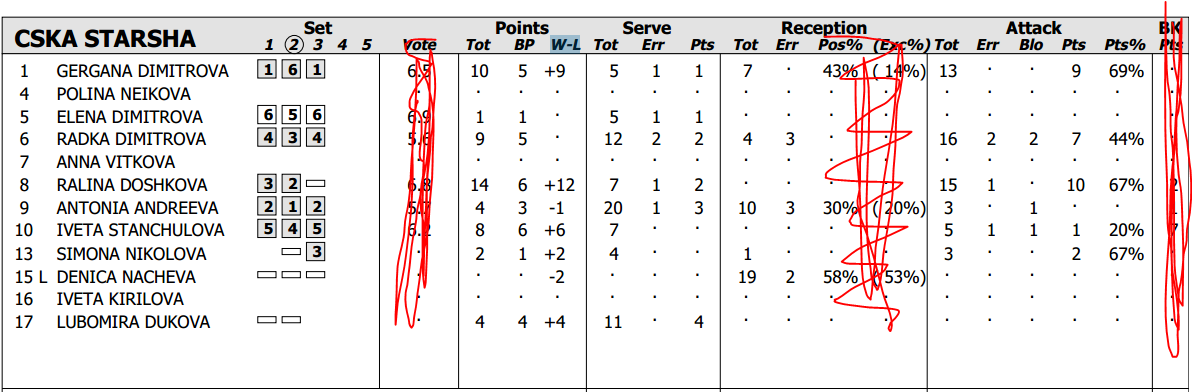 Set Points Serve Reception Attack BK
CSKA STARSHA 1 2 3 4 5 Vote Tot BP W-L Tot Err Pts Tot Err Pos% (Exc%) Tot Err Blo Pts Pts% Pts
1 GERGANA DIMITROVA 1 6 1 6.5 10 5 +9 5 1 1 7 · 43% ( 14%) 13 · · 9 69% ·
4 POLINA NEIKOVA · · · · · · · · · · · · · · · · ·
5 ELENA DIMITROVA 6 5 6 6.9 1 1 · 5 1 1 · · · · · · · · ·
6 RADKA DIMITROVA 4 3 4 5.6 9 5 · 12 2 2 4 3 · 16 2 2 7 44% ·
7 ANNA VITKOVA · · · · · · · · · · · · · · · · ·
8 RALINA DOSHKOVA 3 2 6.8 14 6 +12 7 1 2 · · · 15 1 · 10 67% 2
9 ANTONIA ANDREEVA 2 1 2 4 3 -1 20 1 3 10 3 30% ( 20%) 3 · 1 · · ·
10 IVETA STANCHULOVA 5 4 5 6.2 8 6 +6 7 · · · · · 5 1 1 1 20% 7
13 SIMONA NIKOLOVA 3 · 2 1 +2 4 · · 1 · · 3 · · 2 67% ·
15 L DENICA NACHEVA · · · -2 · · · 19 2 58% ( 53%) · · · · · ·
16 IVETA KIRILOVA · · · · · · · · · · · · · · · · ·
17 LUBOMIRA DUKOVA · 4 4 +4 11 · 4 · · · · · · · · ·